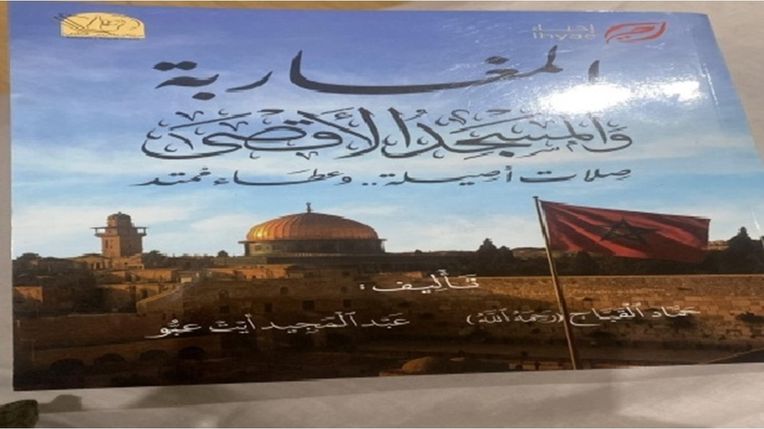 إحياء
Ihyae
المغاربة
والمسجد الأقصى
صلات أصيلة.. وعطاء ممتد
تأليف:
حماد القباج (رحمه الله) عبد المجيد أيت عبو